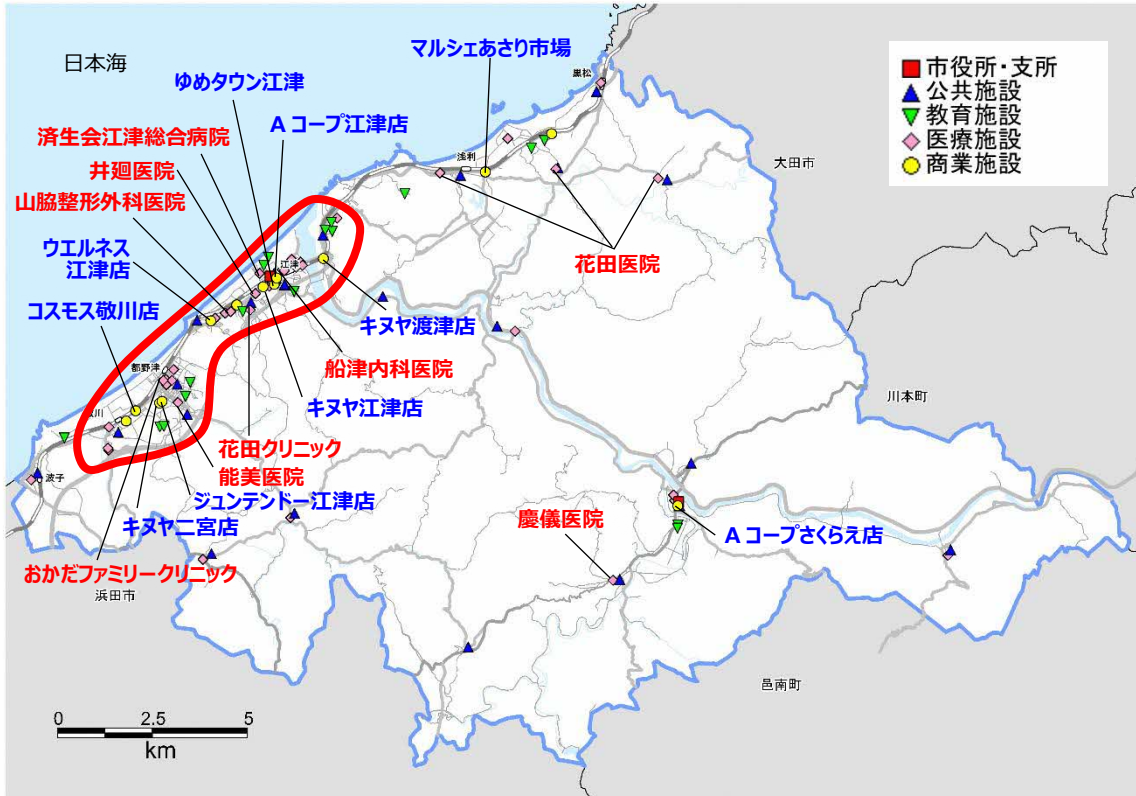 日本海
マルシェあさり市場
ゆめタウン江津
Aコープ江津店
済生会江津総合病院
井廻医院
山脇整形外科医院
ウエルネス
江津店
コスモス敬川店
黒松
浅利
大田市
市役所・支所
公共施設
教育施設
医療施設
商業施設
花田医院
江津
キヌヤ渡津店
船津内科医院
都野津
キヌヤ江津店
川本町
花田クリニック
能美医院
波子
ジュンテンドー江津店
キヌヤ二宮店
慶儀医院
Aコープさくらえ店
おかだファミリークリニック
浜田市
邑南町
0 2.5 5
km